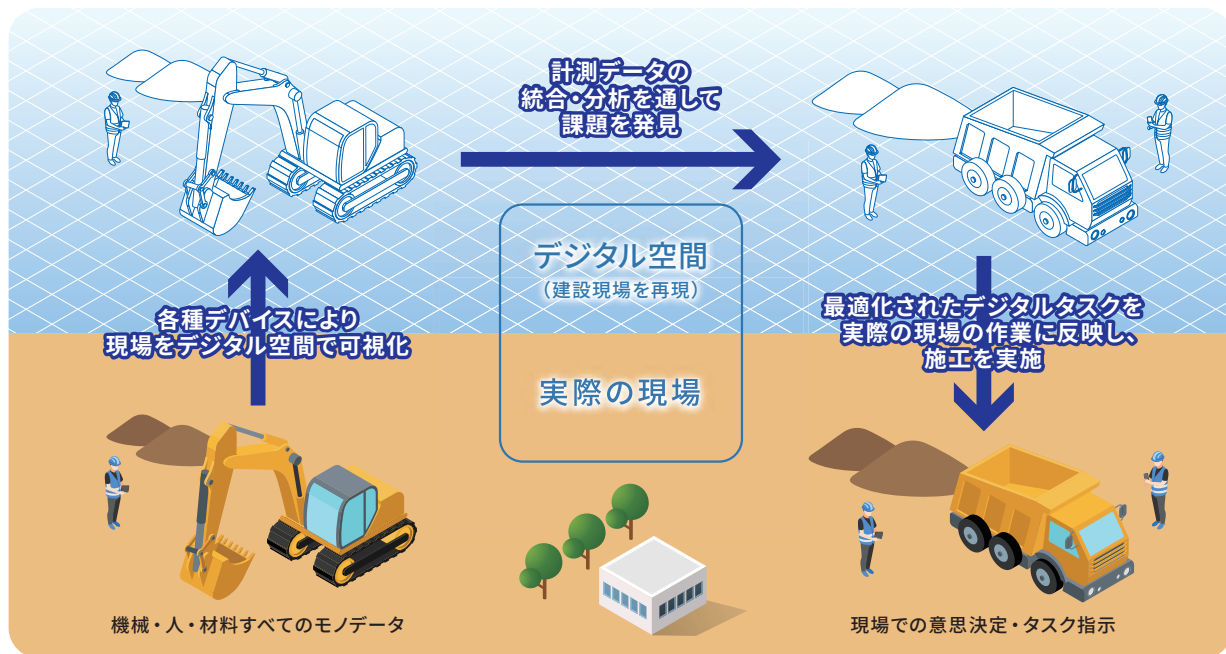 計測データの
統合・分析を通して
課題を発見
デジタル空間
（建設現場を再現）
各種デバイスにより
現場をデジタル空間で可視化
最適化されたデジタルタスクを
実際の現場の作業に反映し、
施工を実施
実際の現場
機械・人・材料すべてのモノデータ
現場での意思決定・タスク指示